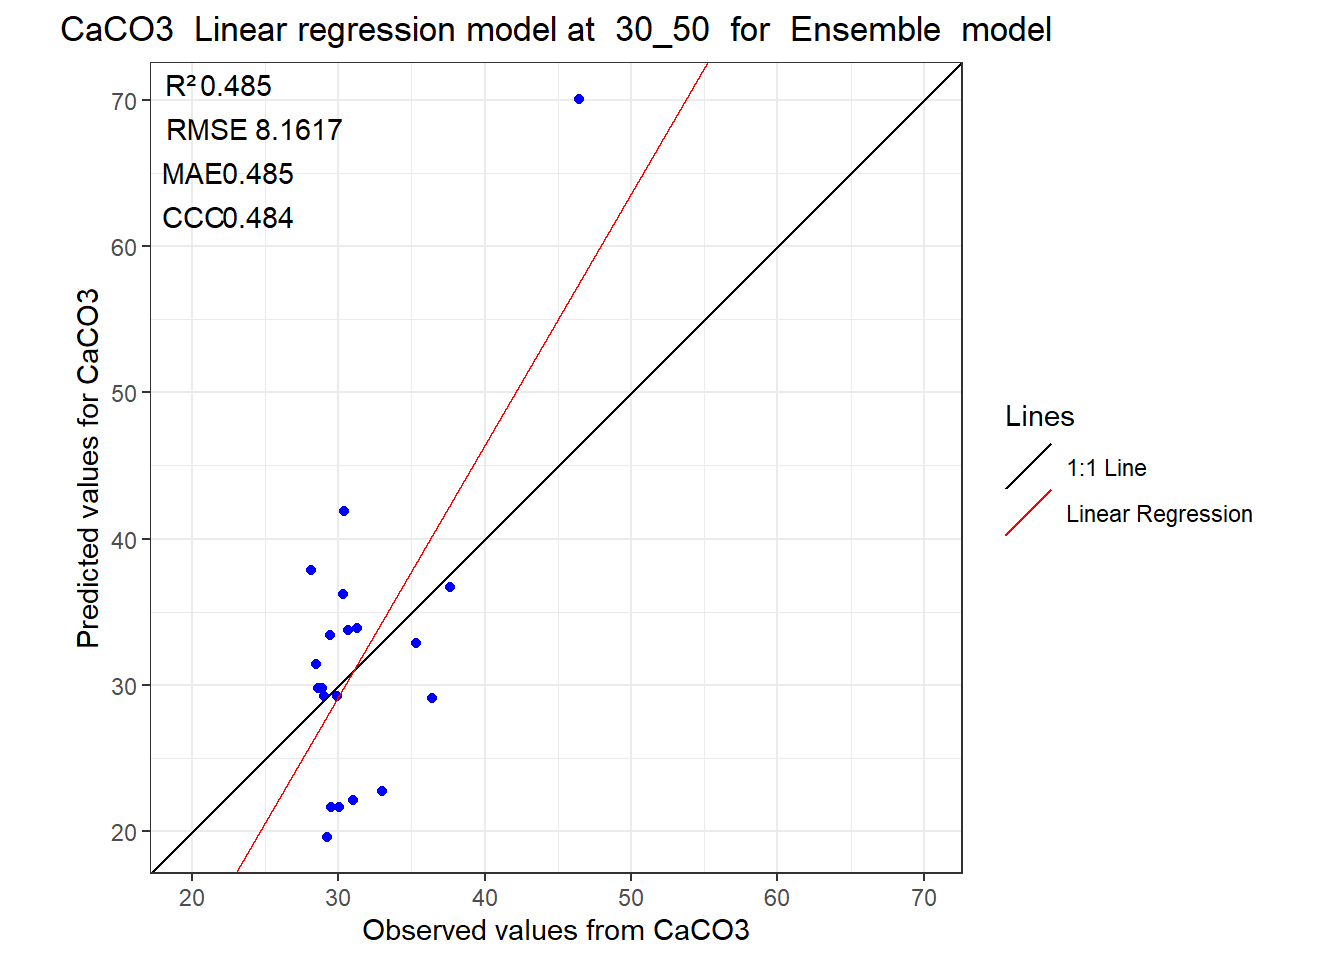 CaCO3 Linear regression model at 30_50 for Ensemble model
R² 0.485
RMSE 8.1617
MAE0.485
CCC0.484
70
60
50
40
30
20
Predicted values for CaCO3
20 30 40 50 60 70
Observed values from CaCO3
Lines
1:1 Line
Linear Regression